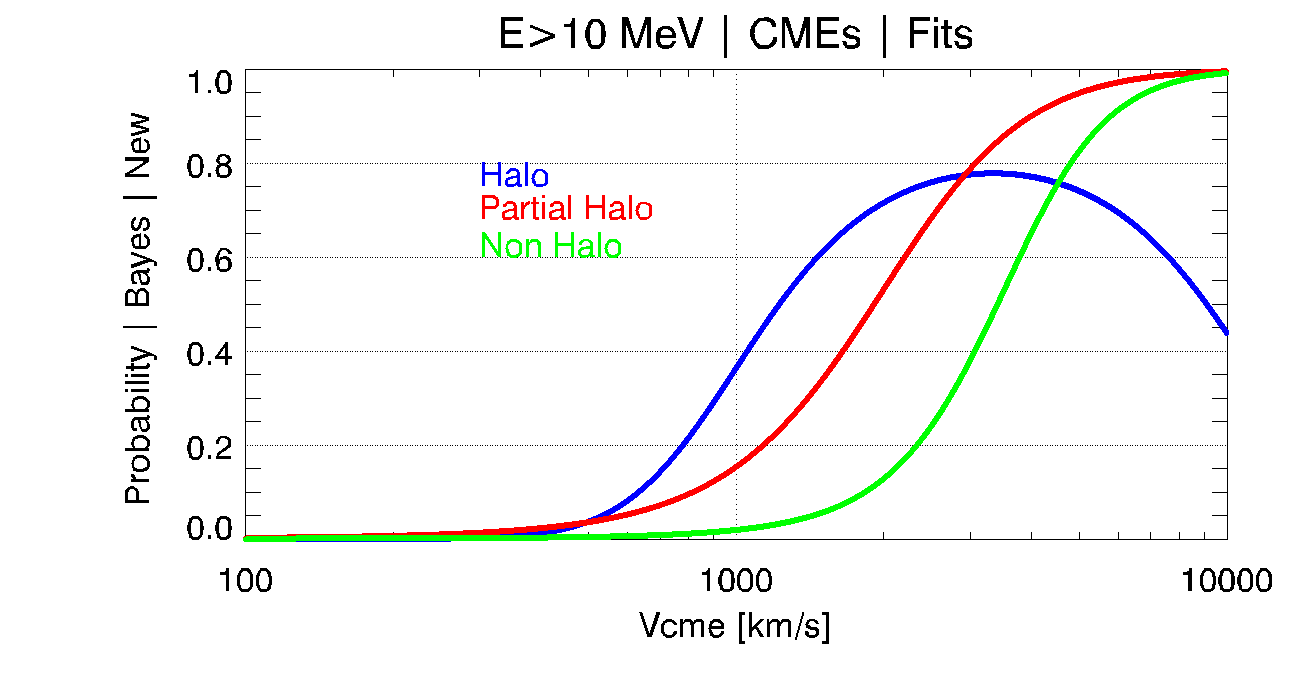 E>10 MeV | CMEs | Fits
Probability | Bayes | New
1.0
0.8
0.6
0.4
0.2
0.0
Halo
Partial Halo
Non Halo
100
1000
10000
Vcme [km/s]